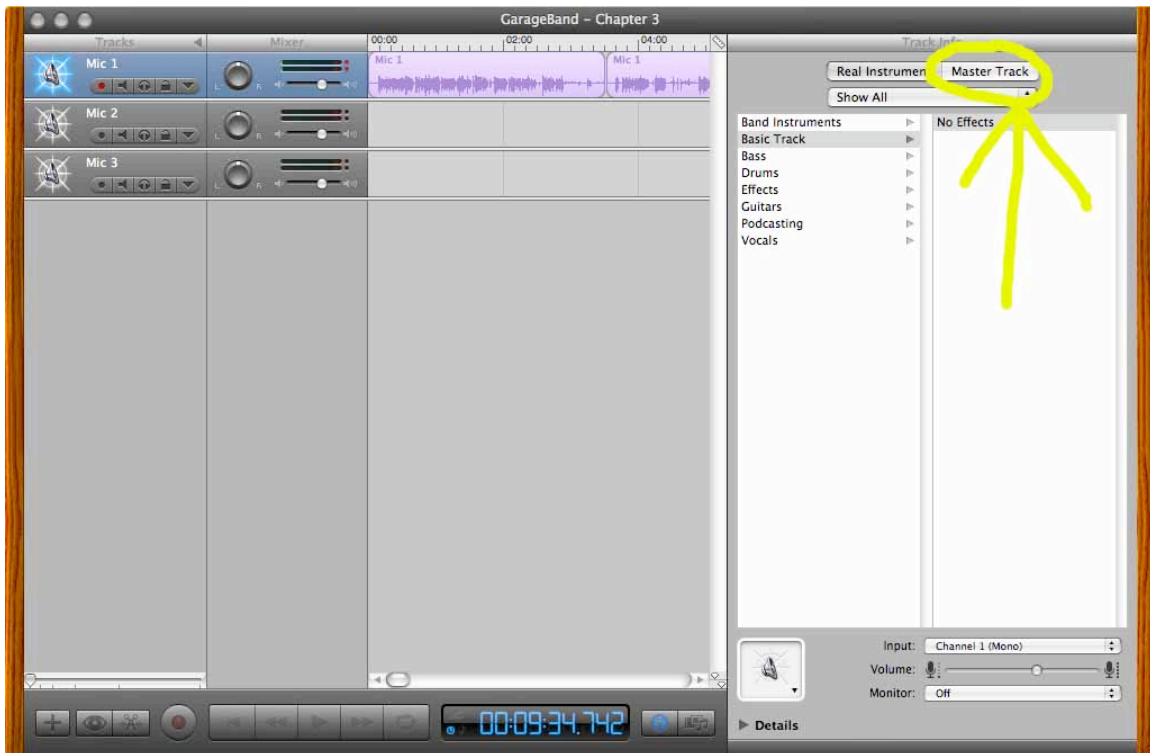 GarageBand – Chapter 3
Tracks Mixer 00:00 02:00 04:00 Track Info
Mic 1 Mic 1 Mic 1
L R
Mic 2
L R
Mic 3
L R
Real Instrumen Master Track
Show All
Band Instruments No Effects
Basic Track
Bass
Drums
Effects
Guitars
Podcasting
Vocals
Input: Channel 1 (Mono)
Volume:
Monitor: Off
00:09:34.742
Details